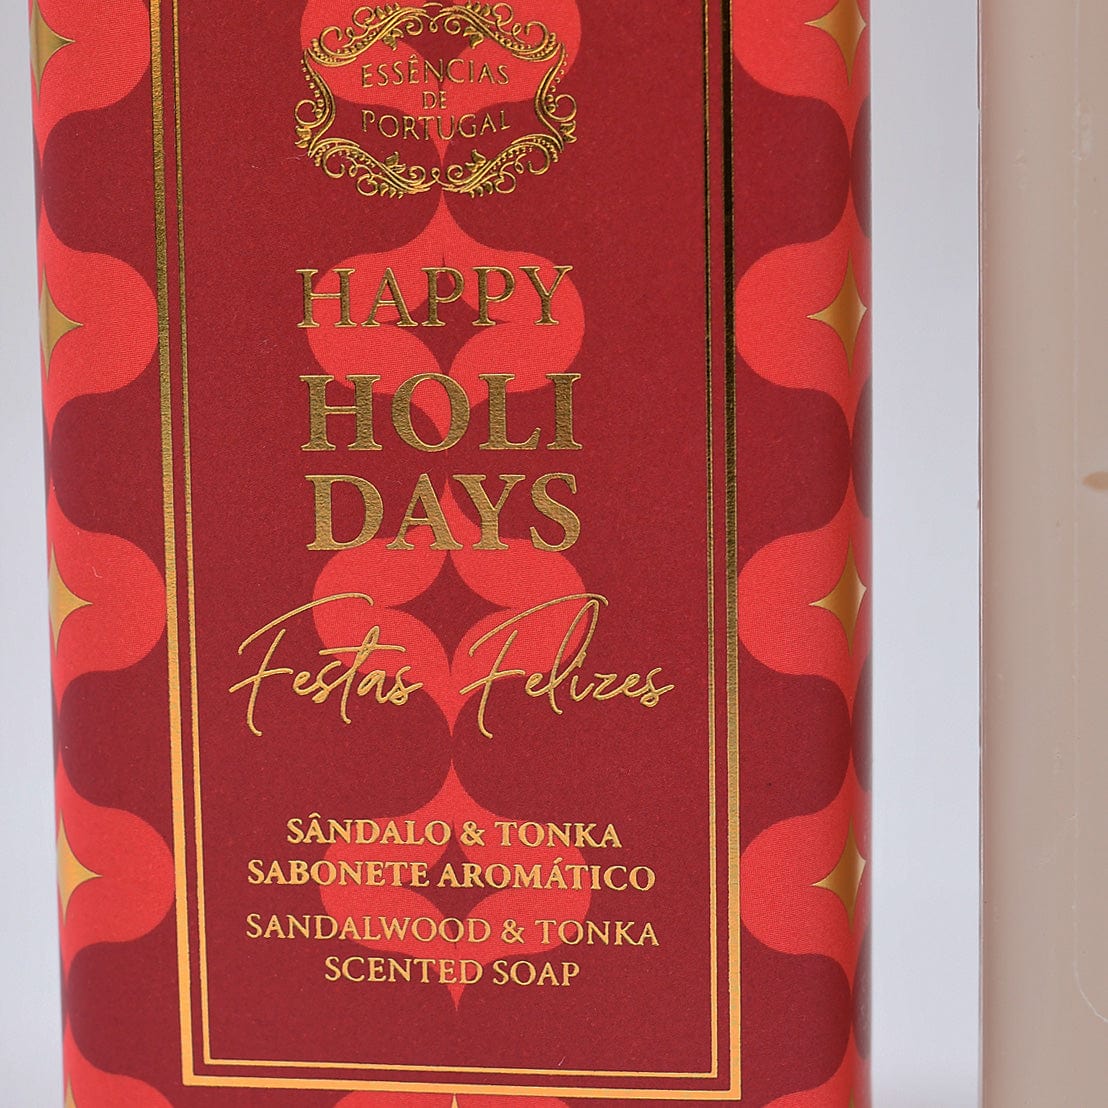 ESSÊNCIAS
DE
PORTUGAL
HAPPY
HOLI
DAYS
Festas Felizes
SÂNDALO & TONKA
SABONETE AROMÁTICO
SANDALWOOD & TONKA
SCENTED SOAP